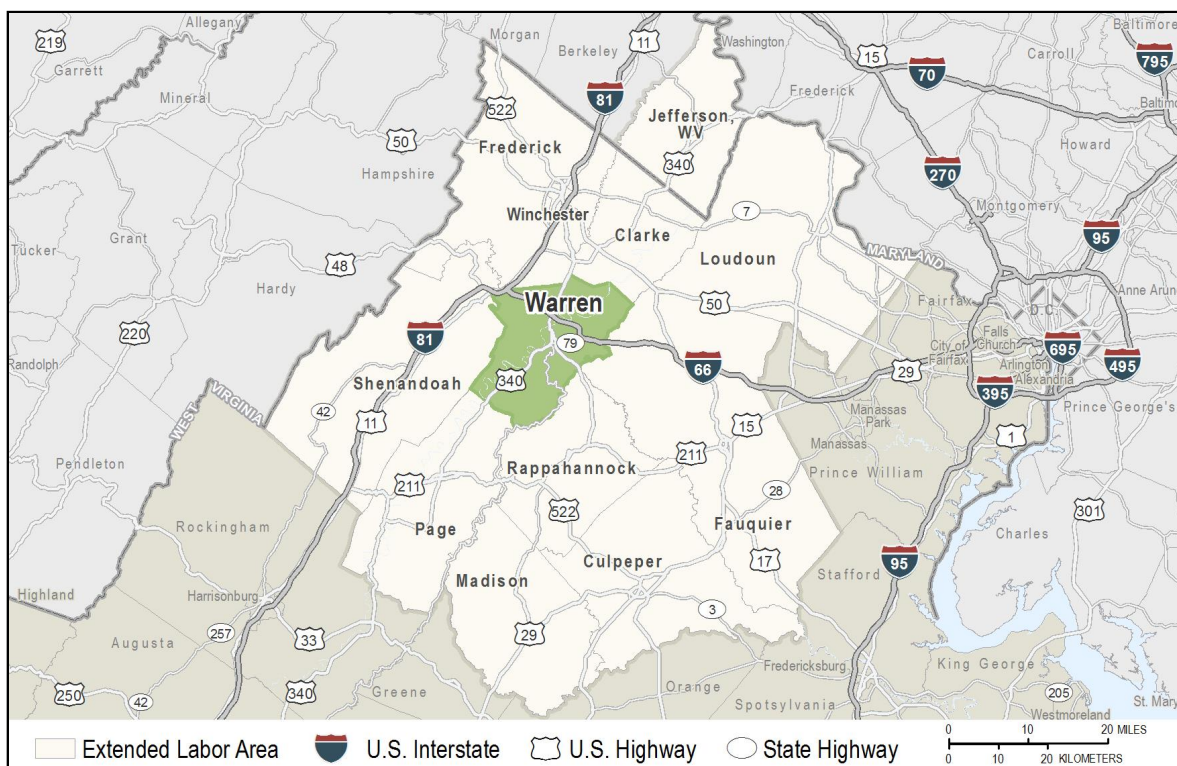 Allegany
Morgan
Berkeley
11
Washington
Baltimore
219
Garrett
15
Carroll
795
70
Mineral
522
81
Frederick
Baltimo
50
Jefferson,
WV
Frederick
340
Howard
Hampshire
270
Winchester
Montgomery
Tucker
Grant
Clarke
7
95
48
Loudoun
MARYLAND
Hardy
Anne Arun
Warren
50
Fairfax
D.C.
220
81
79
Falls
Church
City of
Fairfax
695
Randolph
66
29
Arlington
495
Shenandoah
340
Alexandria
395
WEST
VIRGINIA
42
Manassas
Park
Prince George's
11
15
1
Manassas
Pendleton
Rappahannock
211
Prince William
211
28
522
Fauquier
301
Rockingham
Page
Charles
Culpeper
17
95
Madison
Stafford
Highland
Harrisonburg
3
Augusta
257
33
29
King George
Fredericksburg
250
42
340
Greene
Orange
205
St. Mary
Spotsylvania
Westmoreland
Extended Labor Area
U.S. Interstate
U.S. Highway
State Highway
0 10 20 MILES
0 10 20 KILOMETERS